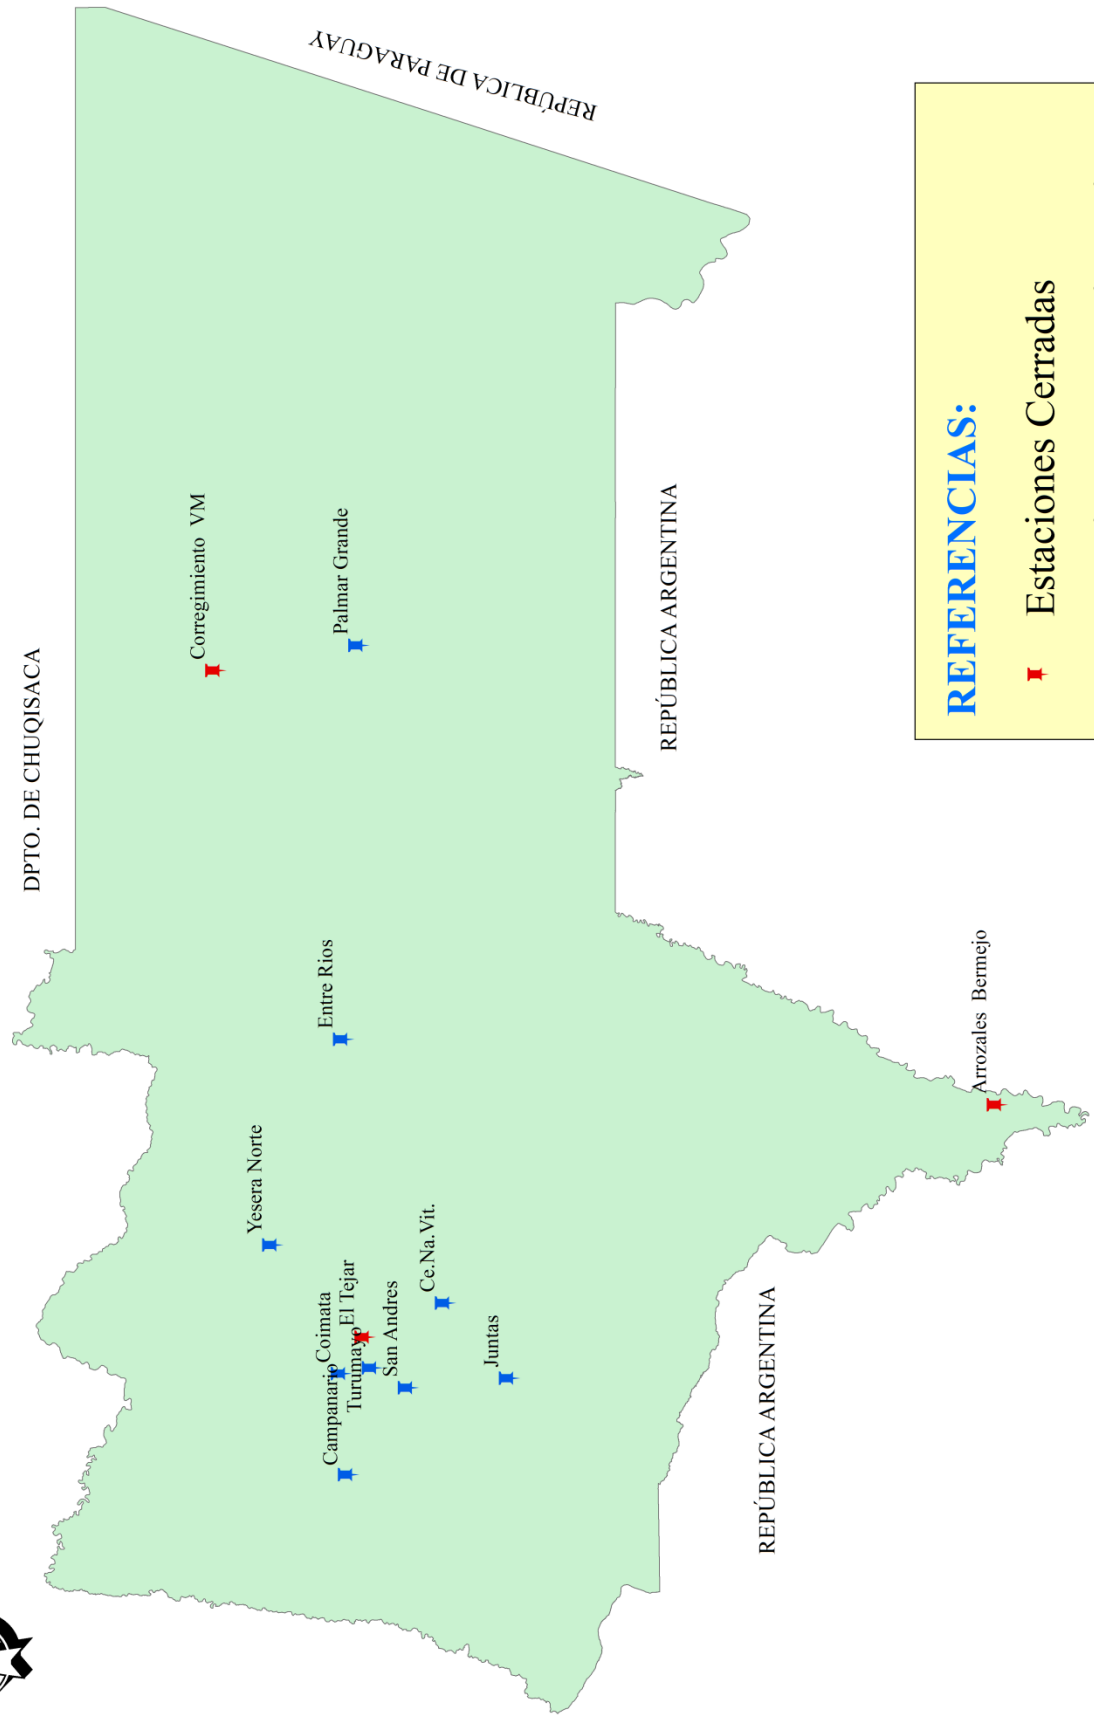 DPTO. DE CHUQISACA
REPÚBLICA DE PARAGUAY
Corregimiento VM
Palmar Grande
Entre Rios
Yesera Norte
Coimata
El Tejar
Campanario
Turumayo
San Andres
Ce.Na.Vit.
Juntas
REPÚBLICA ARGENTINA
REPÚBLICA ARGENTINA
Arrozales Bermejo
REFERENCIAS:
Estaciones Cerradas